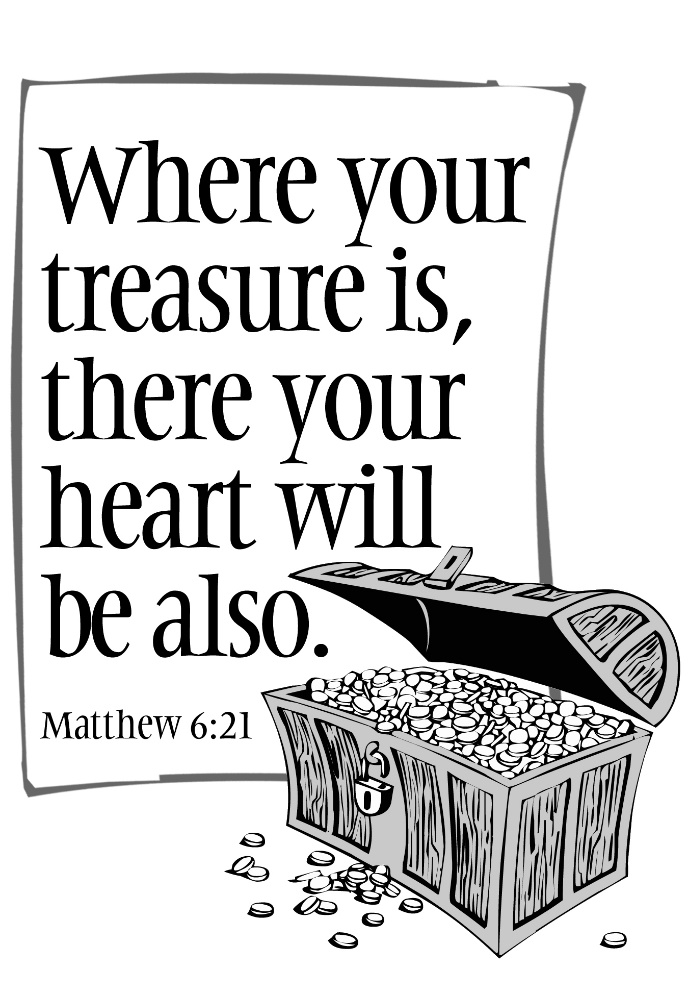 Where your
treasure is,
there your
heart will
be also.
Matthew 6:21